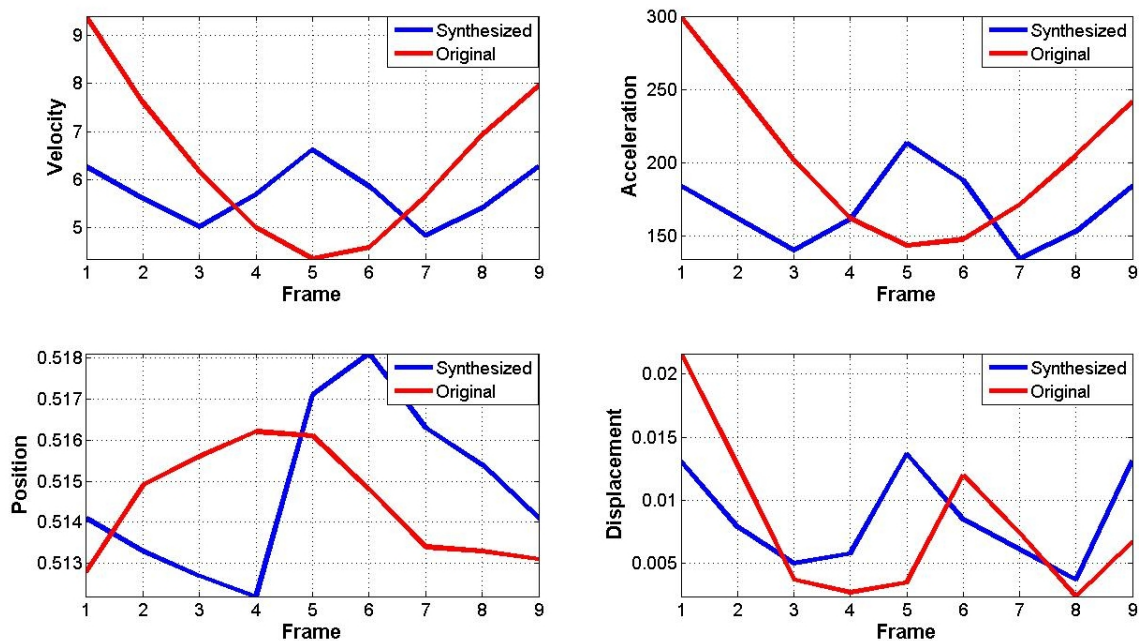 Velocity
9
8
7
6
5
1 2 3 4 5 6 7 8 9
Frame
Synthesized
Original
Acceleration
300
250
200
150
1 2 3 4 5 6 7 8 9
Frame
Synthesized
Original
Position
0.518
0.517
0.516
0.515
0.514
0.513
1 2 3 4 5 6 7 8 9
Frame
Synthesized
Original
Displacement
0.02
0.015
0.01
0.005
1 2 3 4 5 6 7 8 9
Frame
Synthesized
Original